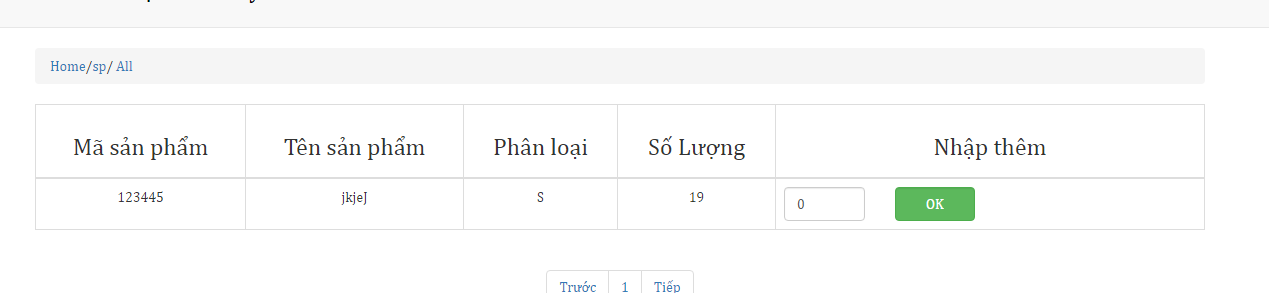 Home/sp/ All
Mã sản phẩm Tên sản phẩm Phân loại Số Lượng Nhập thêm
123445 jkjeJ S 19 0 OK
Trước 1 Tiếp